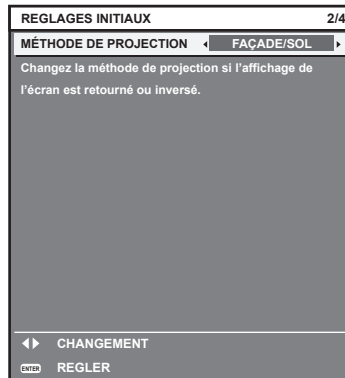 REGLAGES INITIAUX 2/4
MÉTHODE DE PROJECTION FAÇADE/SOL
Changez la méthode de projection si l'affichage de
l'écran est retourné ou inversé.
CHANGEMENT
ENTER REGLER